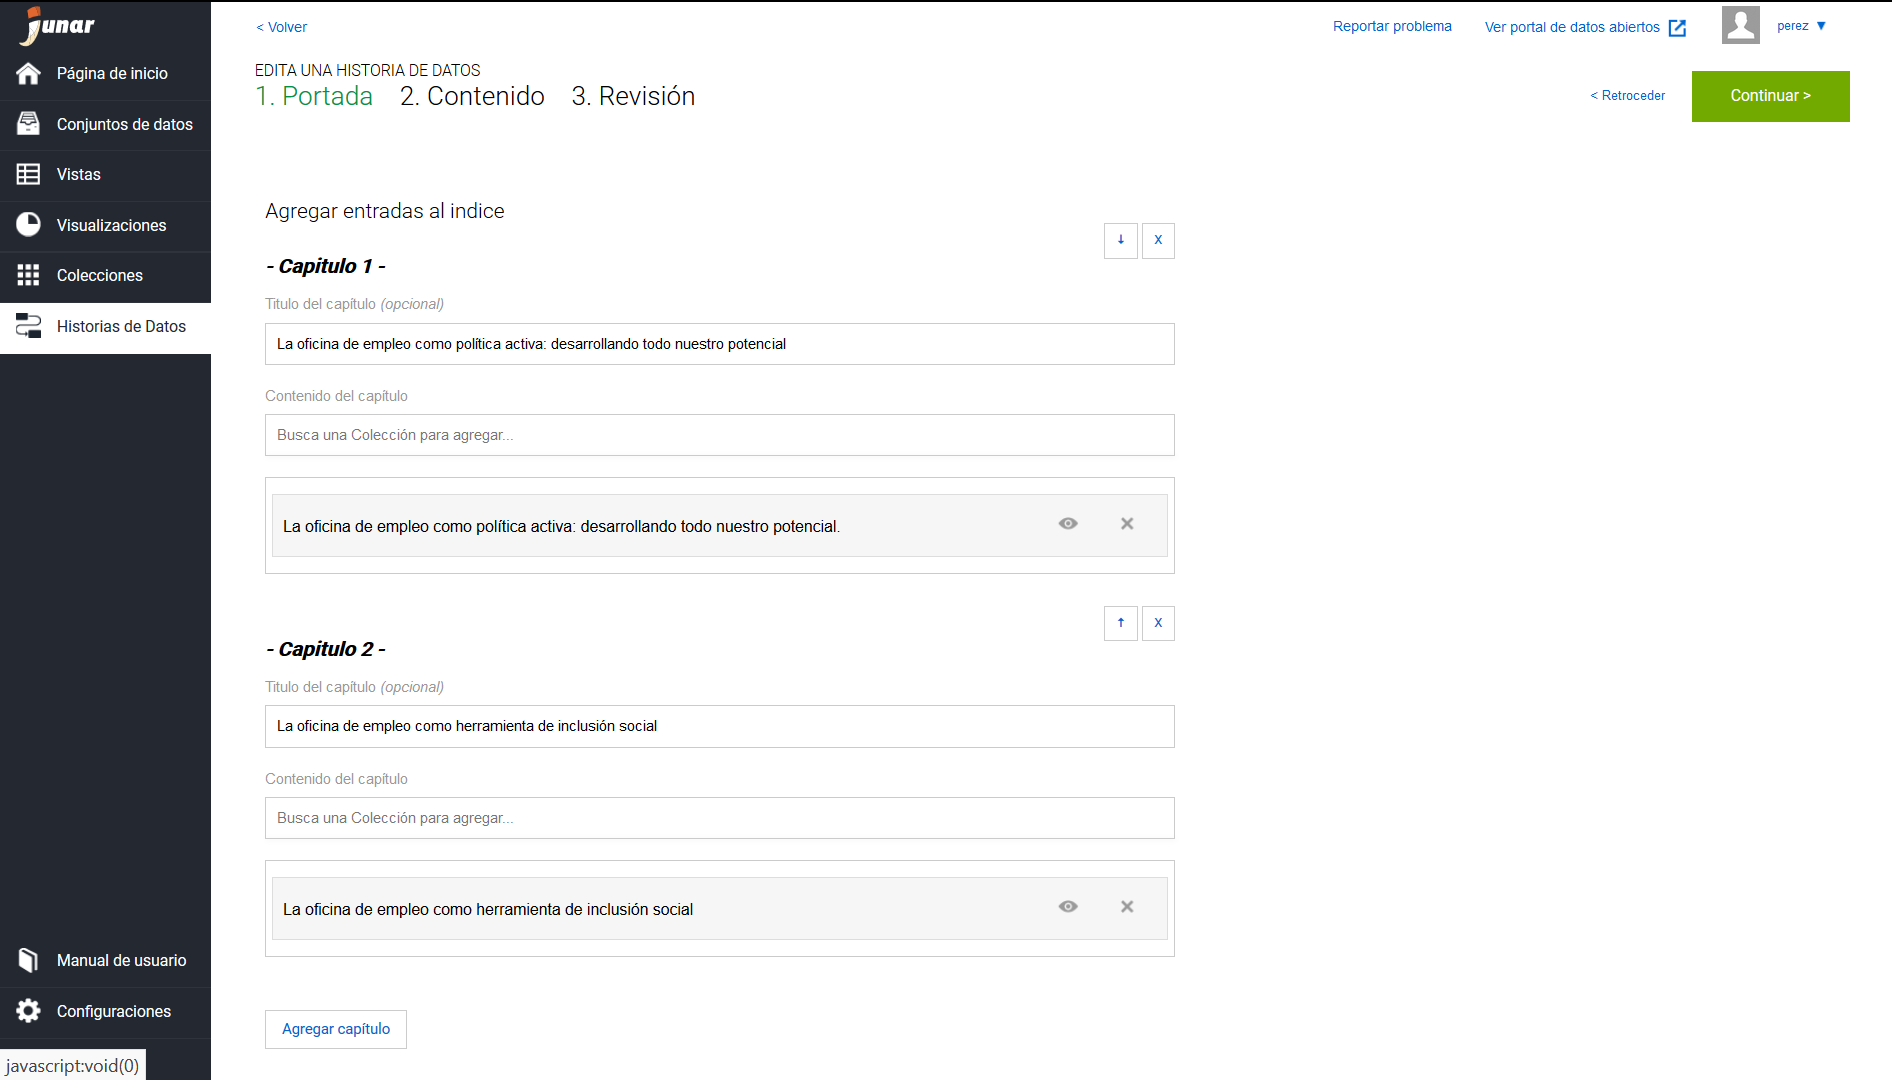 junar
Página de inicio
Conjuntos de datos
Vistas
Visualizaciones
Colecciones
Historias de Datos
Manual de usuario
Configuraciones
javascript:void(0)
< Volver
Reportar problema
Ver portal de datos abiertos
perez ▼
EDITA UNA HISTORIA DE DATOS
1. Portada 2. Contenido 3. Revisión
< Retroceder
Continuar >
Agregar entradas al indice
↓ X
- Capitulo 1 -
Titulo del capítulo (opcional)
La oficina de empleo como política activa: desarrollando todo nuestro potencial
Contenido del capítulo
Busca una Colección para agregar...
La oficina de empleo como política activa: desarrollando todo nuestro potencial.
↑ X
- Capitulo 2 -
Titulo del capítulo (opcional)
La oficina de empleo como herramienta de inclusión social
Contenido del capítulo
Busca una Colección para agregar...
La oficina de empleo como herramienta de inclusión social
Agregar capítulo